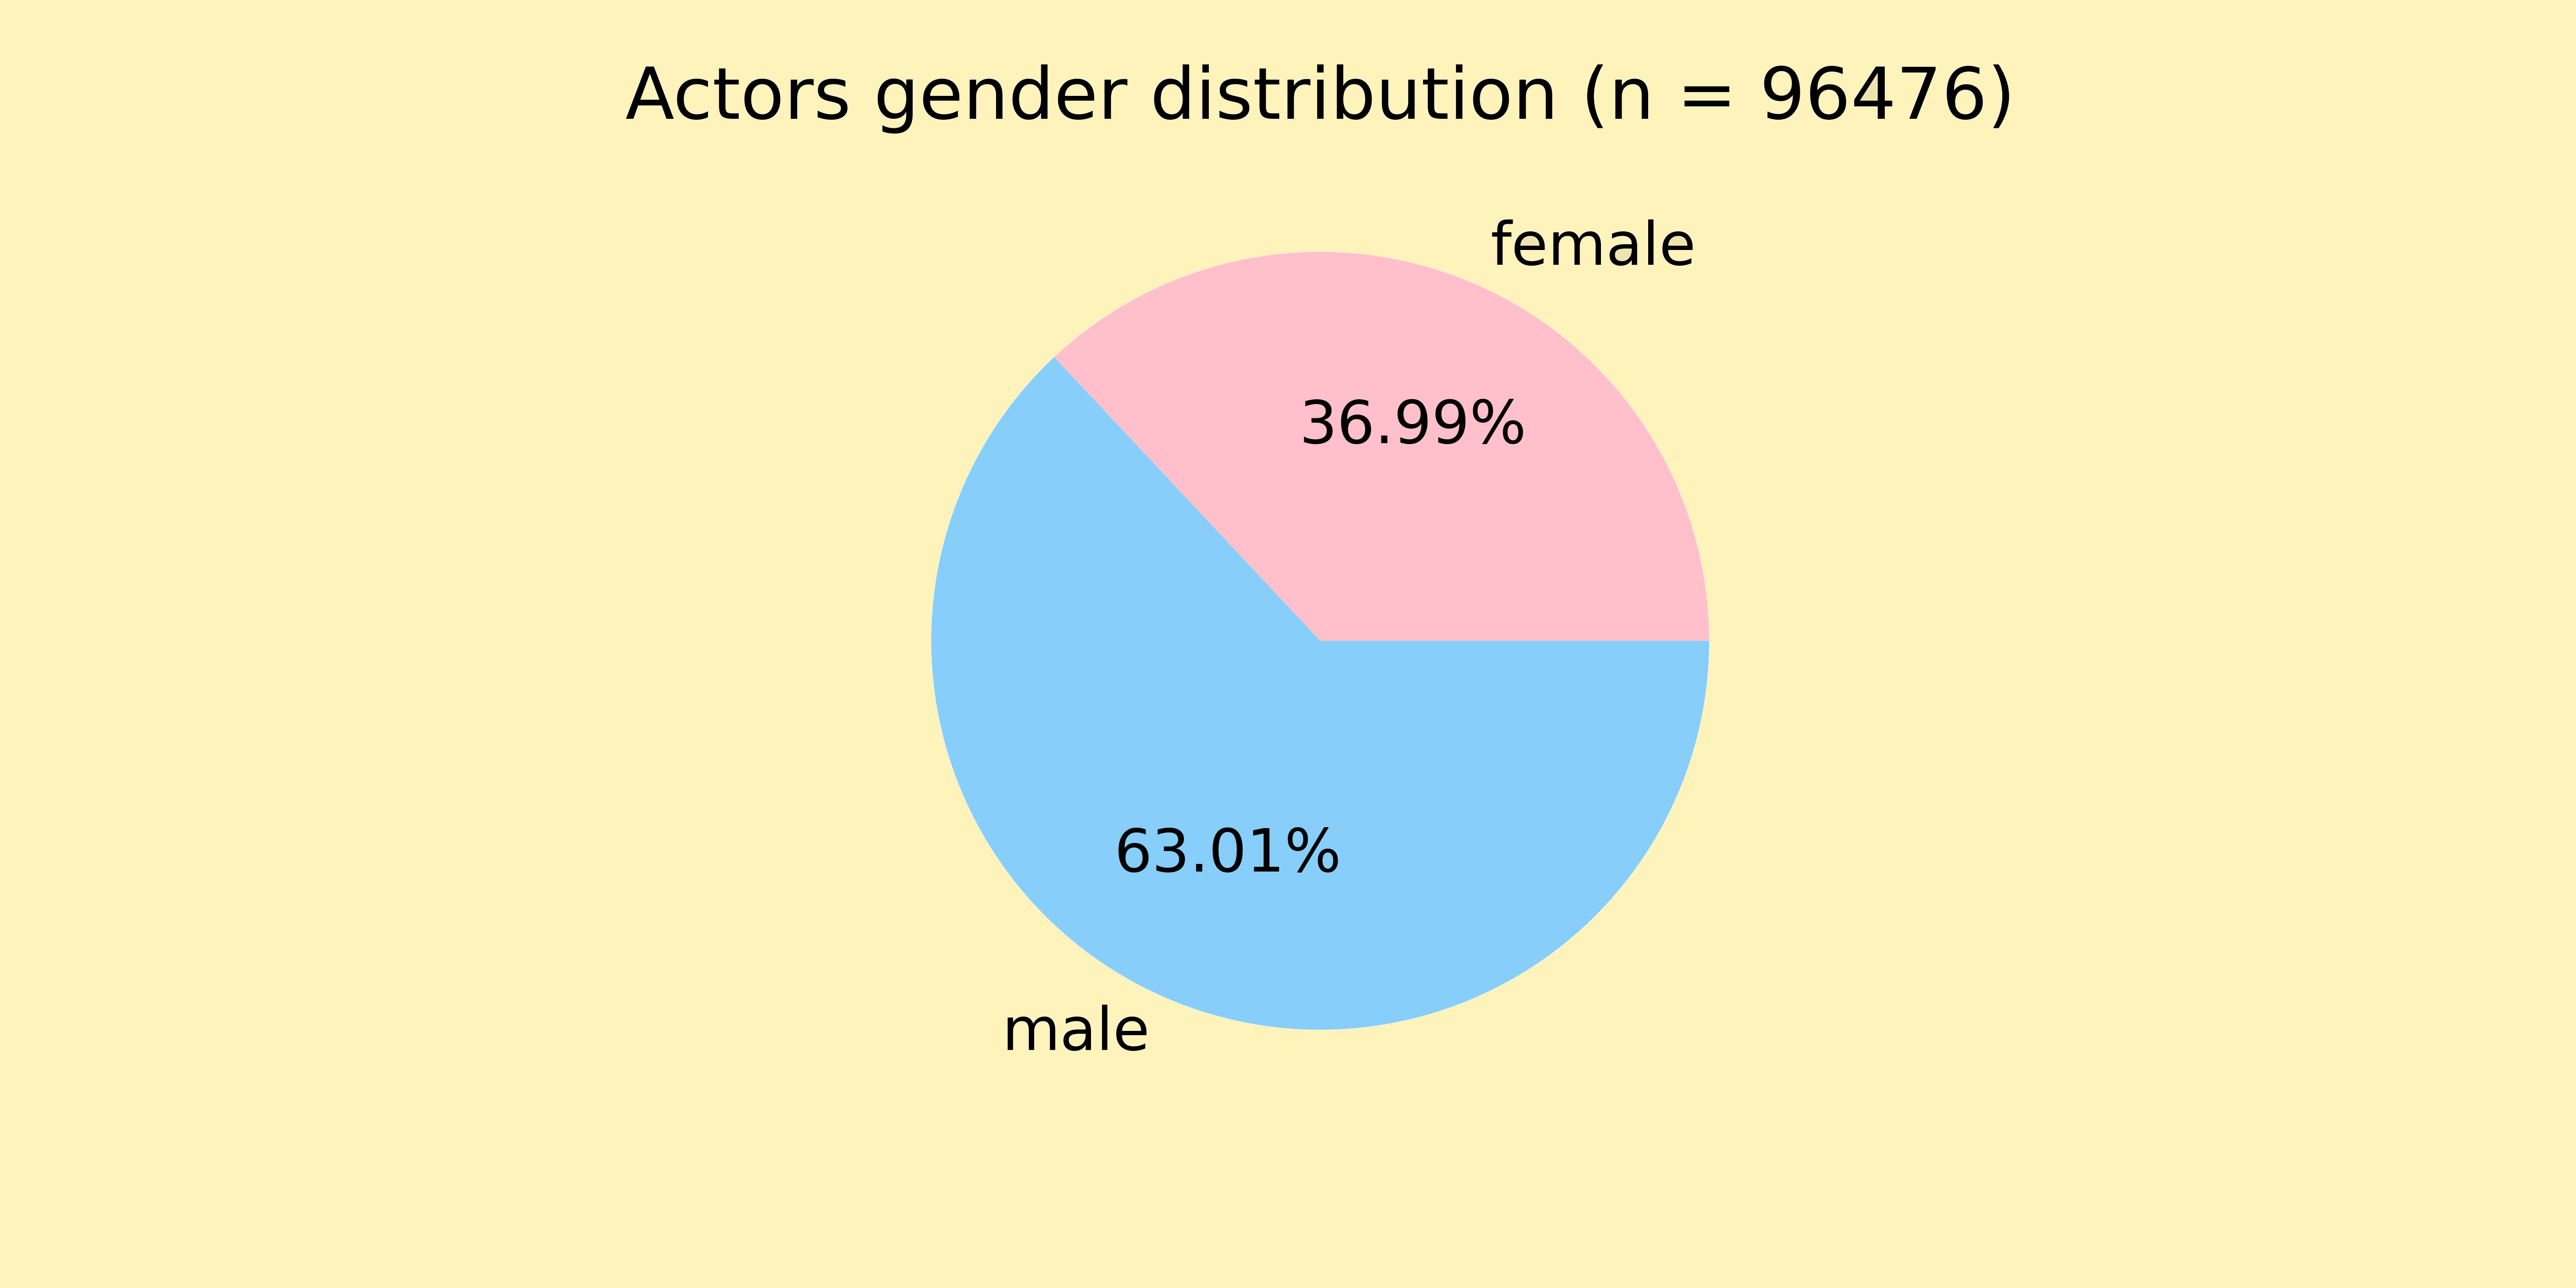 Actors gender distribution (n = 96476)
female
36.99%
63.01%
male